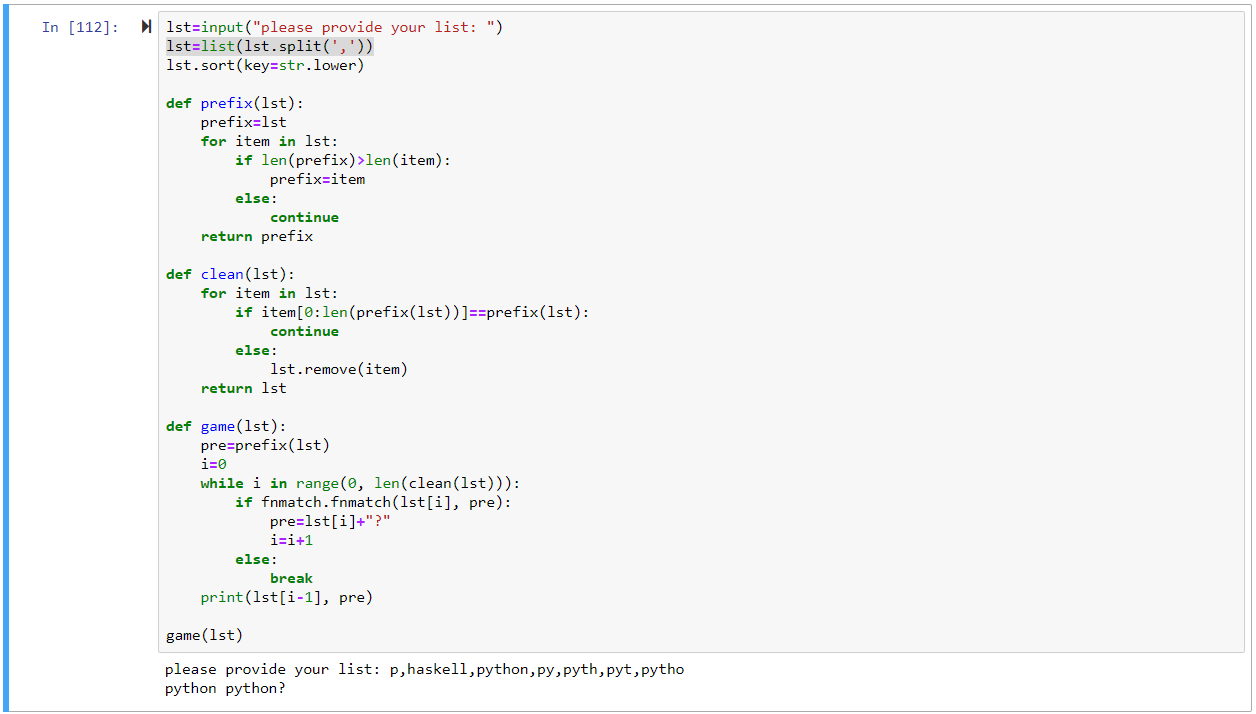 In [112]: lst=input("please provide your list: ")
lst=list(lst.split(','))
lst.sort(key=str.lower)

def prefix(lst):
    prefix=lst
    for item in lst:
        if len(prefix)>len(item):
            prefix=item
        else:
            continue
    return prefix

def clean(lst):
    for item in lst:
        if item[0:len(prefix(lst))]==prefix(lst):
            continue
        else:
            lst.remove(item)
    return lst

def game(lst):
    pre=prefix(lst)
    i=0
    while i in range(0, len(clean(lst))):
        if fnmatch.fnmatch(lst[i], pre):
            pre=lst[i]+"?"
            i=i+1
        else:
            break
    print(lst[i-1], pre)

game(lst)
please provide your list: p,haskell,python,py,pyth,pyt,pytho
python python?